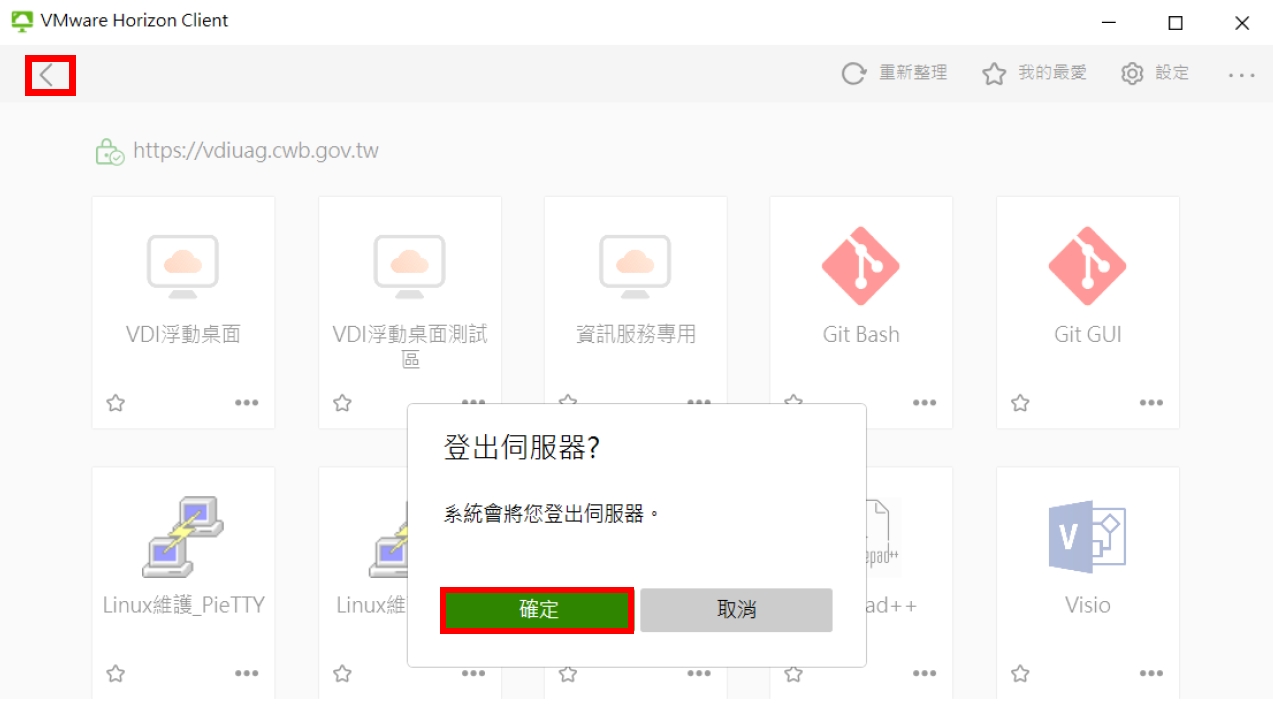 VMware Horizon Client
重新整理
我的最愛
設定
https://vdiuag.cwb.gov.tw
VDI浮動桌面
VDI浮動桌面測試
區
資訊服務專用
Git Bash
Git GUI
登出伺服器?
系統會將您登出伺服器。
確定
取消
Linux維護_PieTTY
Linux維
pad++
ad++
V
Visio